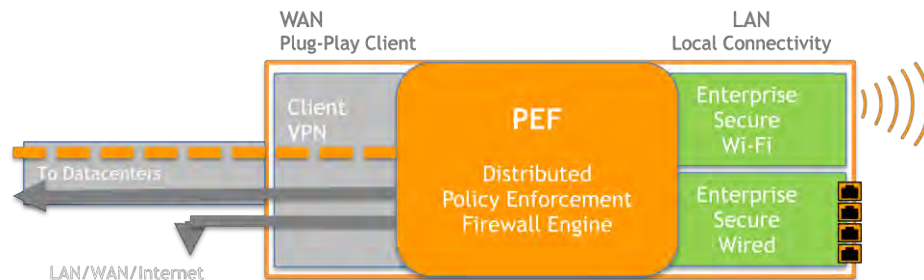 WAN
Plug-Play Client
LAN
Local Connectivity
Client
VPN
PEF
Distributed
Policy Enforcement
Firewall Engine
Enterprise
Secure
Wi-Fi
Enterprise
Secure
Wired
To Datacenters
LAN/WAN/Internet